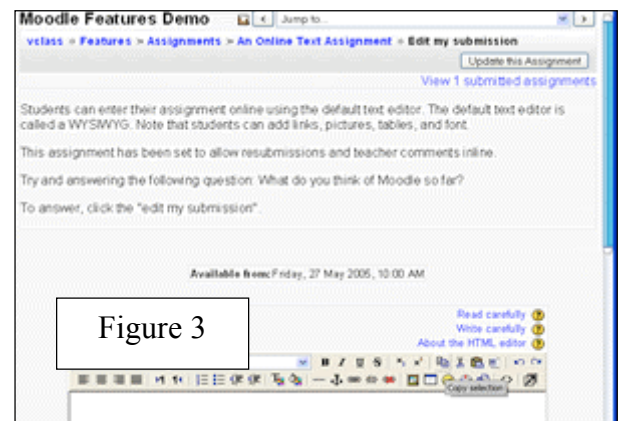 Moodle Features Demo Jump to...
vclass » Features » Assignments » An Online Text Assignment » Edit my submission
Update this Assignment
View 1 submitted assignments
Students can enter their assignment online using the default text editor. The default text editor is
called a WYSIWYG. Note that students can add links, pictures, tables, and font.
This assignment has been set to allow resubmissions and teacher comments inline.
Try and answering the following question: What do you think of Moodle so far?
To answer, click the "edit my submission".
Available from: Friday, 27 May 2005, 10:00 AM
Figure 3
Read carefully
Write carefully
About the HTML editor
B I U S
Copy selection